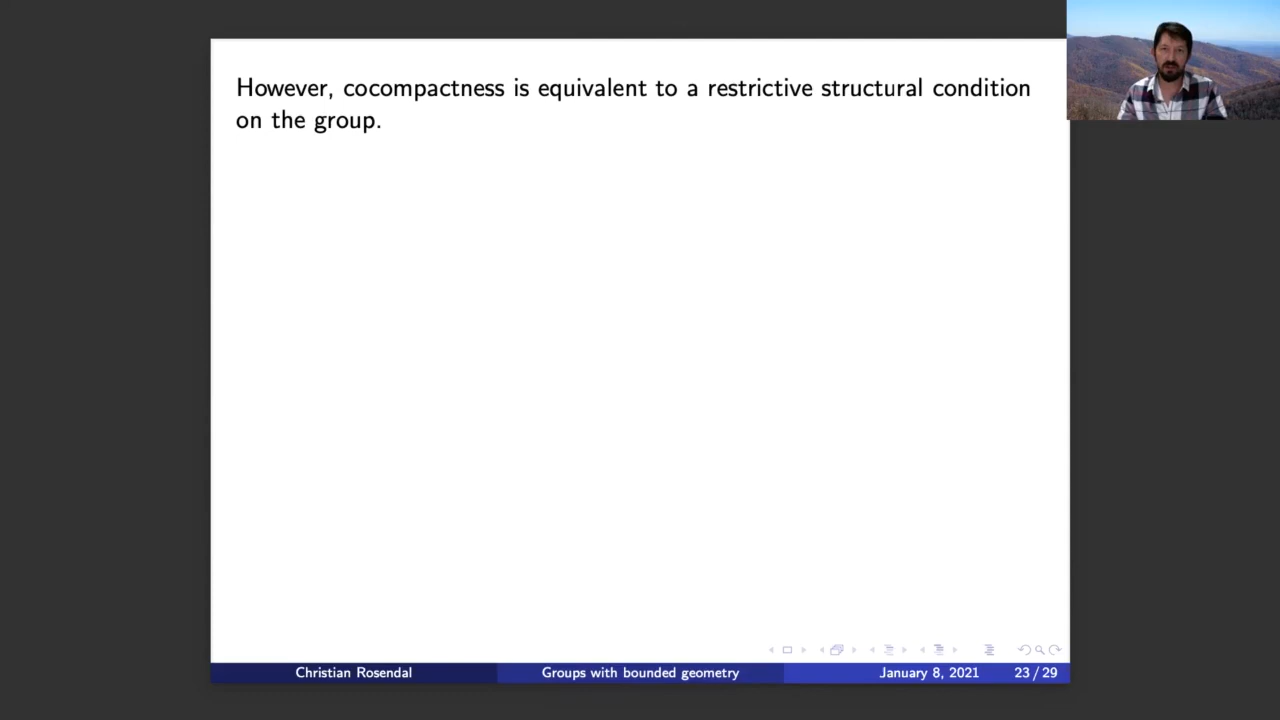 However, cocompactness is equivalent to a restrictive structural condition
on the group.
Christian Rosendal Groups with bounded geometry January 8, 2021 23 / 29